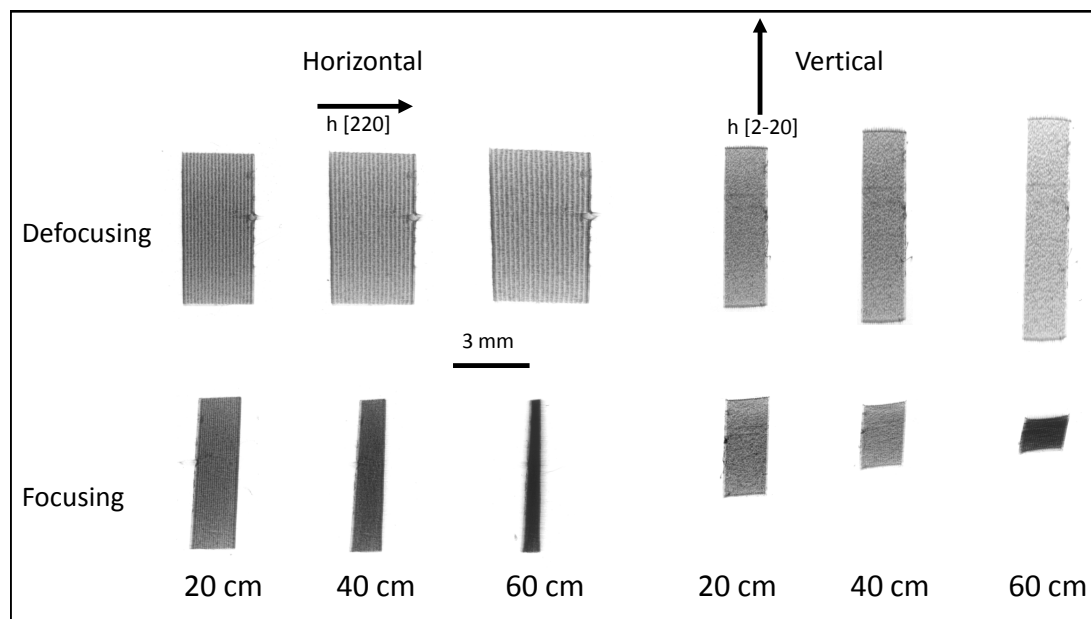 Horizontal
Vertical
h [220]
h [2-20]
Defocusing
3 mm
Focusing
20 cm
40 cm
60 cm
20 cm
40 cm
60 cm